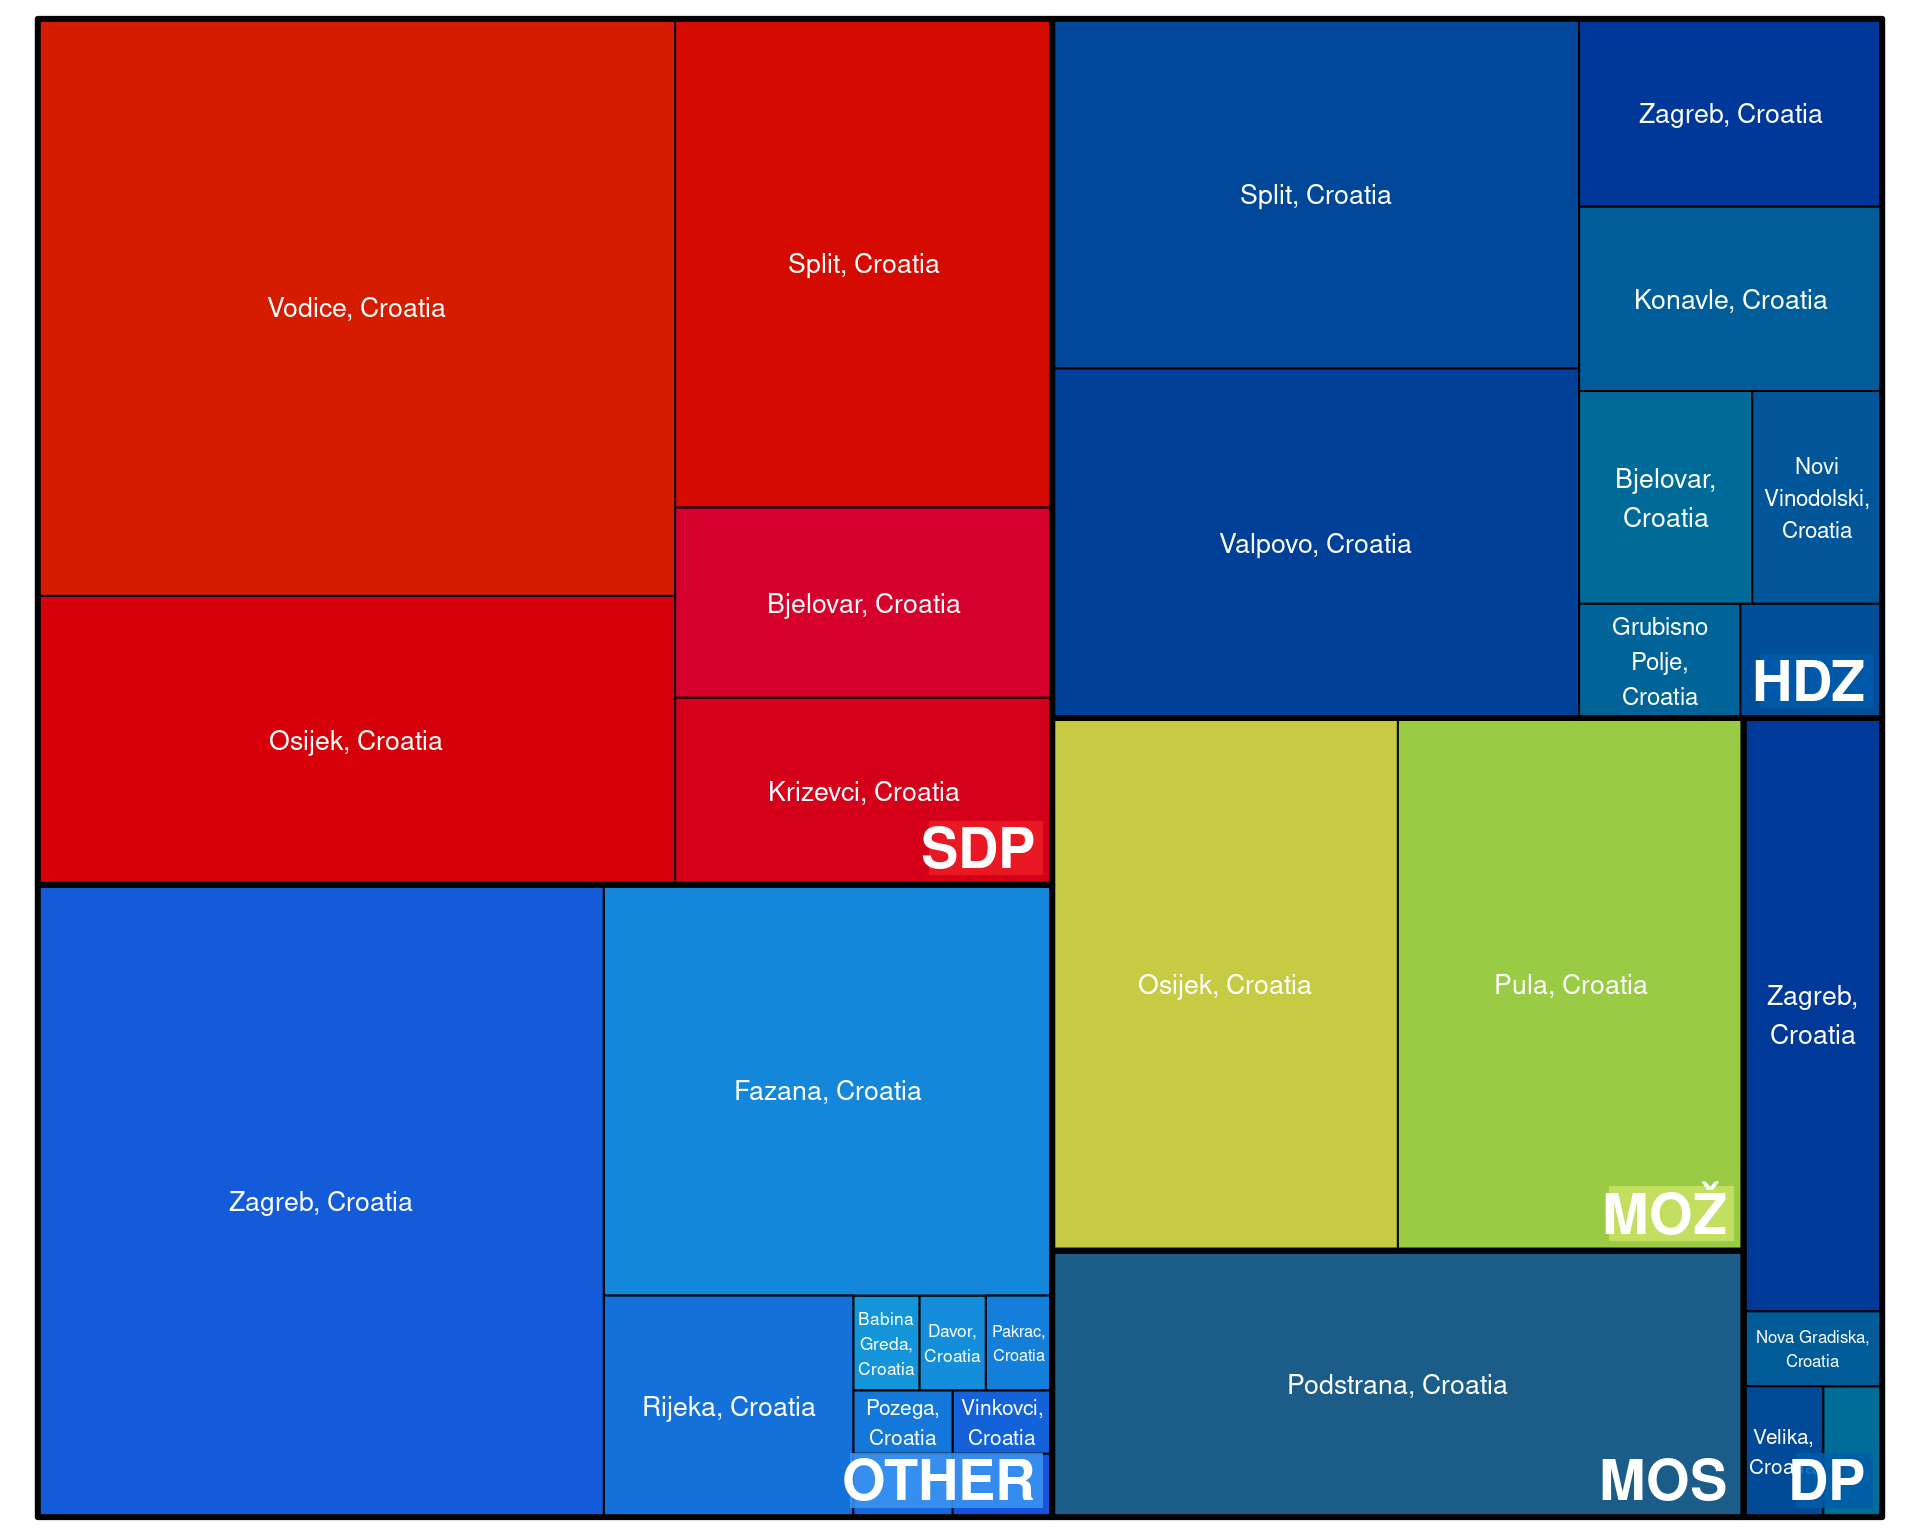 Vodice, Croatia
Split, Croatia
Bjelovar, Croatia
Osijek, Croatia
Krizevci, Croatia
SDP
Split, Croatia
Zagreb, Croatia
Konavle, Croatia
Valpovo, Croatia
Bjelovar,
Croatia
Novi
Vinodolski,
Croatia
Grubisno
Polje,
Croatia
HDZ
Zagreb, Croatia
Fazana, Croatia
Rijeka, Croatia
Babina
Greda,
Croatia
Davor,
Croatia
Pakrac,
Croatia
Pozega,
Croatia
Vinkovci,
Croatia
OTHER
Osijek, Croatia
Pula, Croatia
MOŽ
Podstrana, Croatia
MOS
Zagreb,
Croatia
Nova Gradiska,
Croatia
Velika,
DP